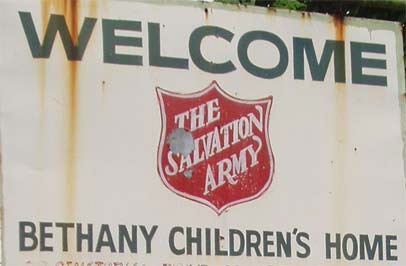 WELCOME
THE
SALVATION
ARMY
BETHANY CHILDREN'S HOME